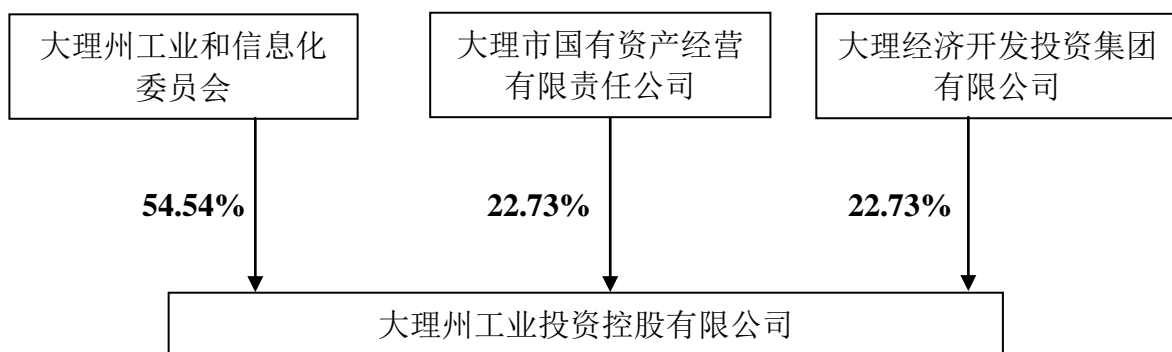 大理州工业和信息化
委员会
大理市国有资产经营
有限责任公司
大理经济开发投资集团
有限公司
54.54%
22.73%
22.73%
大理州工业投资控股有限公司